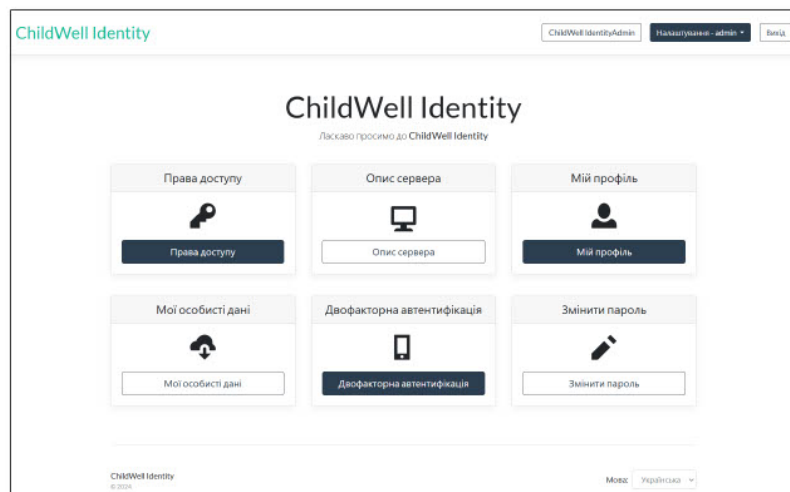 ChildWell Identity
ChildWell IdentityAdmin
Налаштування - admin
Вихід
ChildWell Identity
Ласкаво просимо до ChildWell Identity
Права доступу
Опис сервера
Мій профіль
Права доступу
Опис сервера
Мій профіль
Мої особисті дані
Двофакторна автентифікація
Змінити пароль
Мої особисті дані
Двофакторна автентифікація
Змінити пароль
ChildWell Identity
© 2024
Мова:
Українська